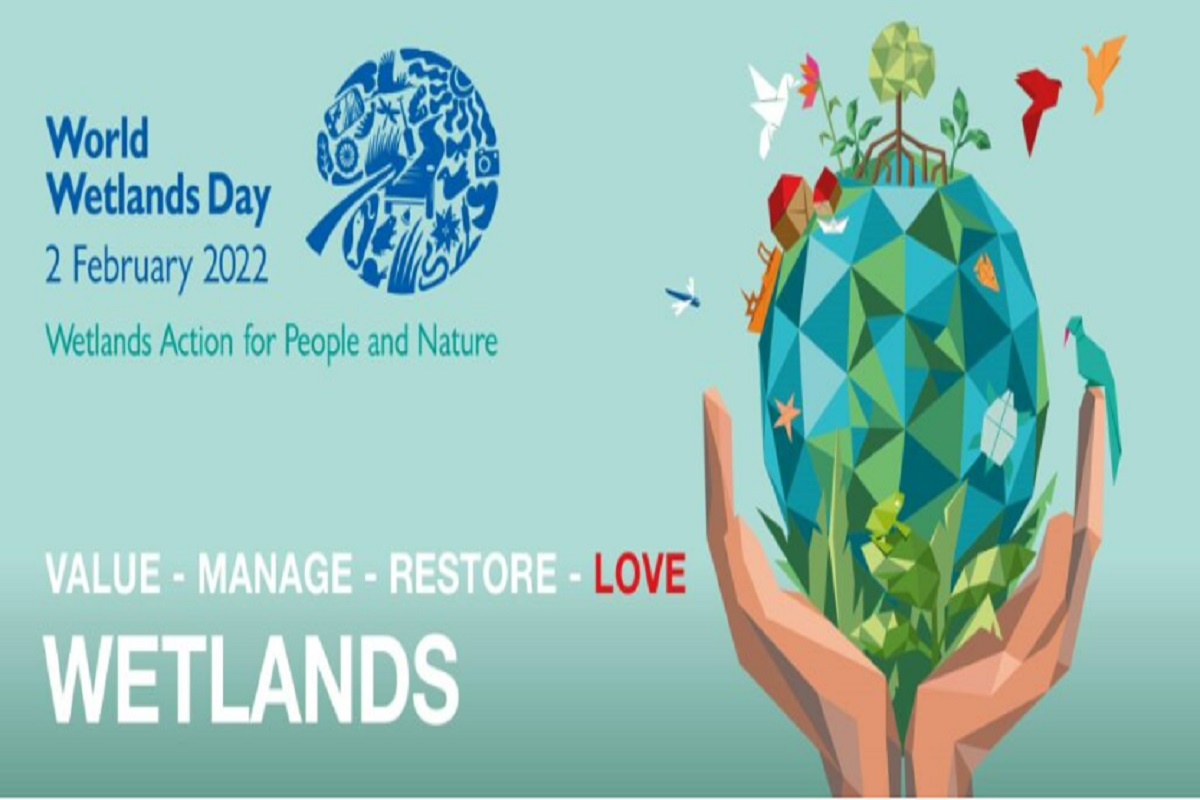 World
Wetlands Day
2 February 2022
Wetlands Action for People and Nature
VALUE - MANAGE - RESTORE - LOVE
WETLANDS